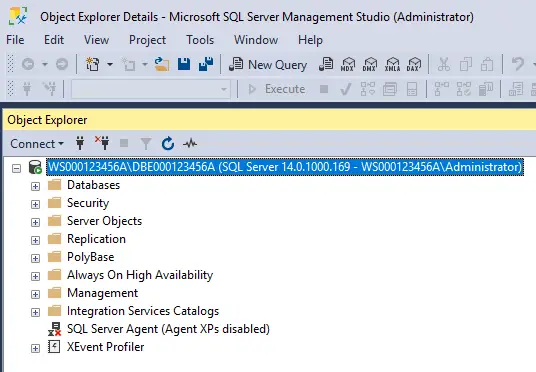 Object Explorer Details - Microsoft SQL Server Management Studio (Administrator)
File Edit View Project Tools Window Help
New Query MDX DMX XMLA DAX
Execute
Object Explorer
Connect
WS000123456A\DBE000123456A (SQL Server 14.0.1000.169 - WS000123456A\Administrator)
Databases
Security
Server Objects
Replication
PolyBase
Always On High Availability
Management
Integration Services Catalogs
SQL Server Agent (Agent XPs disabled)
XEvent Profiler